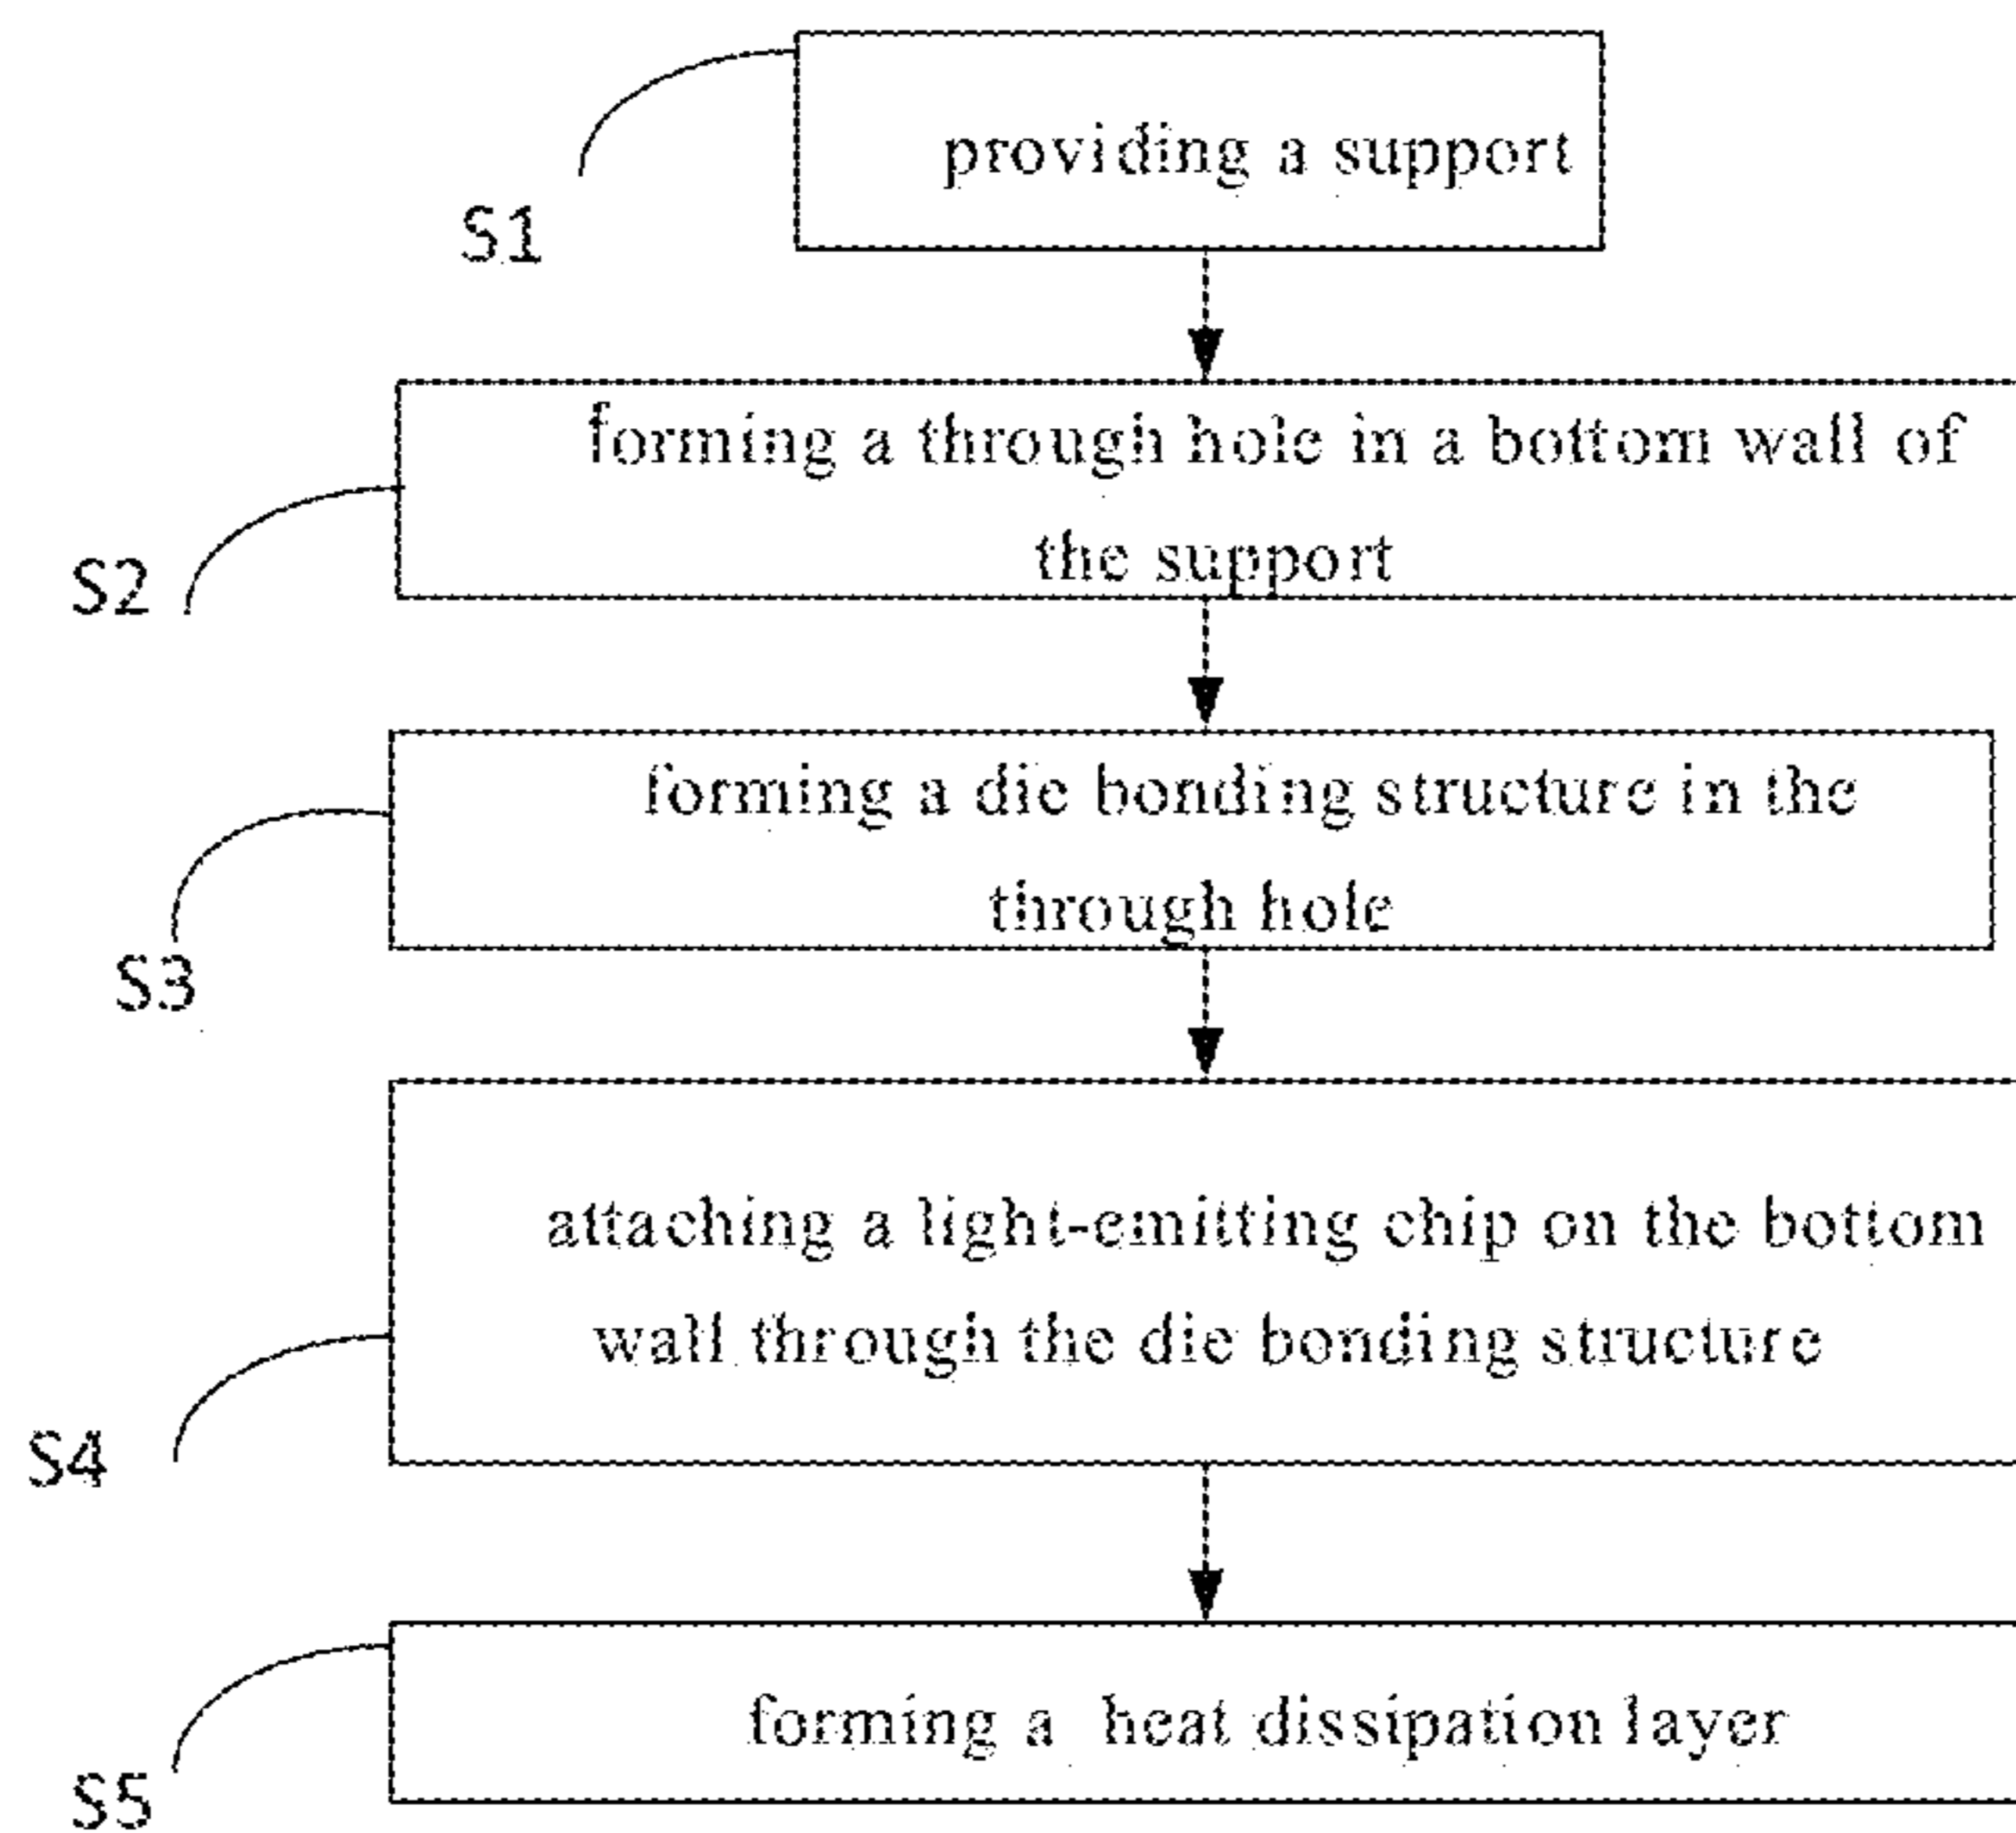 providing a support
S1
forming a through hole in a bottom wall of
the support
S2
forming a die bonding structure in the
through hole
S3
attaching a light-emitting chip on the bottom
wall through the die bonding structure
S4
forming a heat dissipation layer
S5